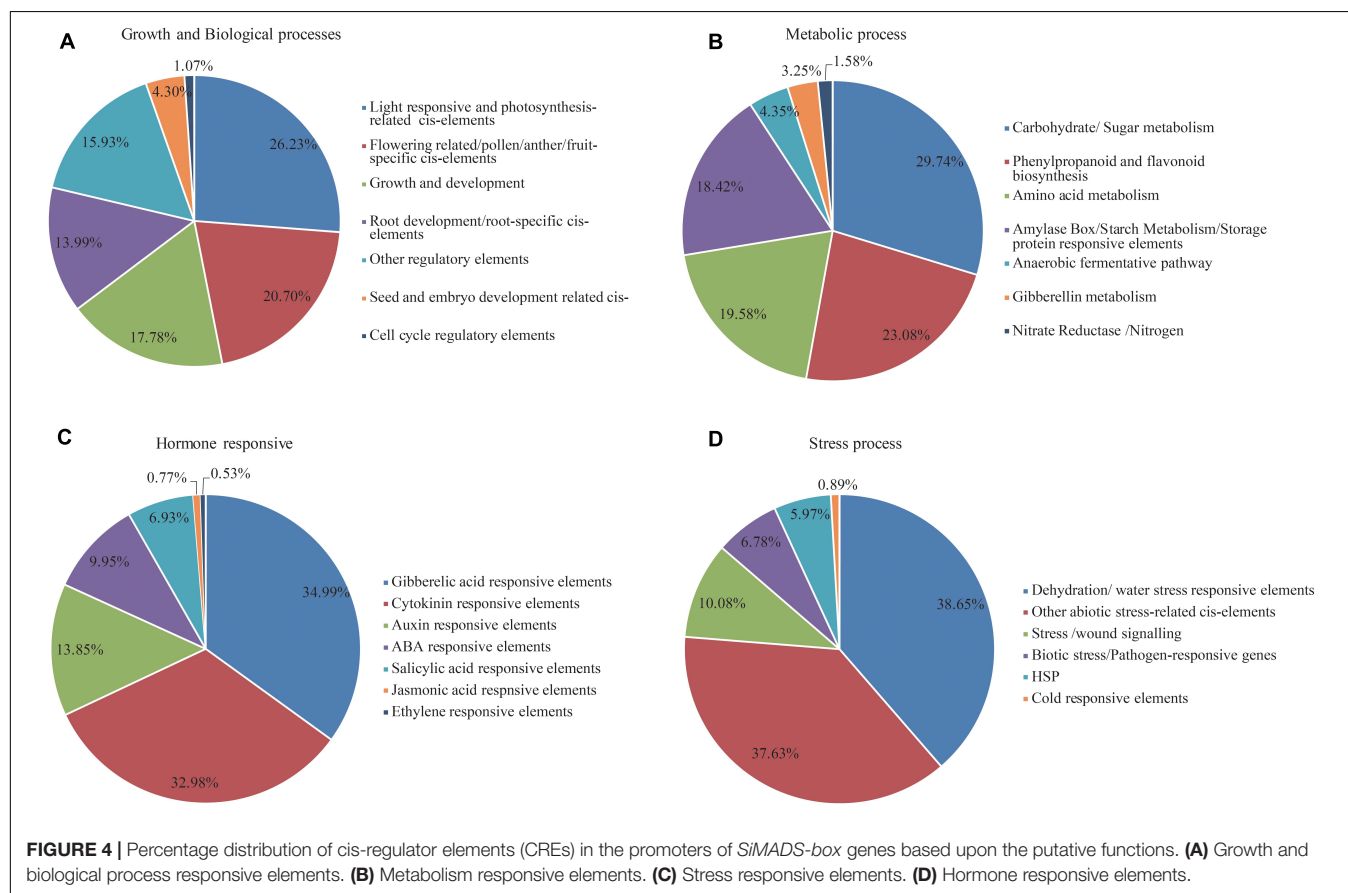 A
Growth and Biological processes
1.07%
4.30%
15.93%
26.23%
13.99%
20.70%
17.78%
Light responsive and photosynthesis-
related cis-elements
Flowering related/pollen/anther/fruit-
specific cis-elements
Growth and development
Root development/root-specific cis-
elements
Other regulatory elements
Seed and embryo development related cis-
Cell cycle regulatory elements
B
Metabolic process
1.58%
3.25%
4.35%
29.74%
18.42%
19.58%
23.08%
Carbohydrate/ Sugar metabolism
Phenylpropanoid and flavonoid
biosynthesis
Amino acid metabolism
Amylase Box/Starch Metabolism/Storage
protein responsive elements
Anaerobic fermentative pathway
Gibberellin metabolism
Nitrate Reductase /Nitrogen
C
Hormone responsive
0.77%
0.53%
6.93%
9.95%
34.99%
13.85%
32.98%
Gibberelic acid responsive elements
Cytokinin responsive elements
Auxin responsive elements
ABA responsive elements
Salicylic acid responsive elements
Jasmonic acid respnsive elements
Ethylene responsive elements
D
Stress process
0.89%
5.97%
6.78%
10.08%
38.65%
37.63%
Dehydration/ water stress responsive elements
Other abiotic stress-related cis-elements
Stress /wound signalling
Biotic stress/Pathogen-responsive genes
HSP
Cold responsive elements
FIGURE 4 | Percentage distribution of cis-regulator elements (CREs) in the promoters of SiMADS-box genes based upon the putative functions. (A) Growth and
biological process responsive elements. (B) Metabolism responsive elements. (C) Stress responsive elements. (D) Hormone responsive elements.